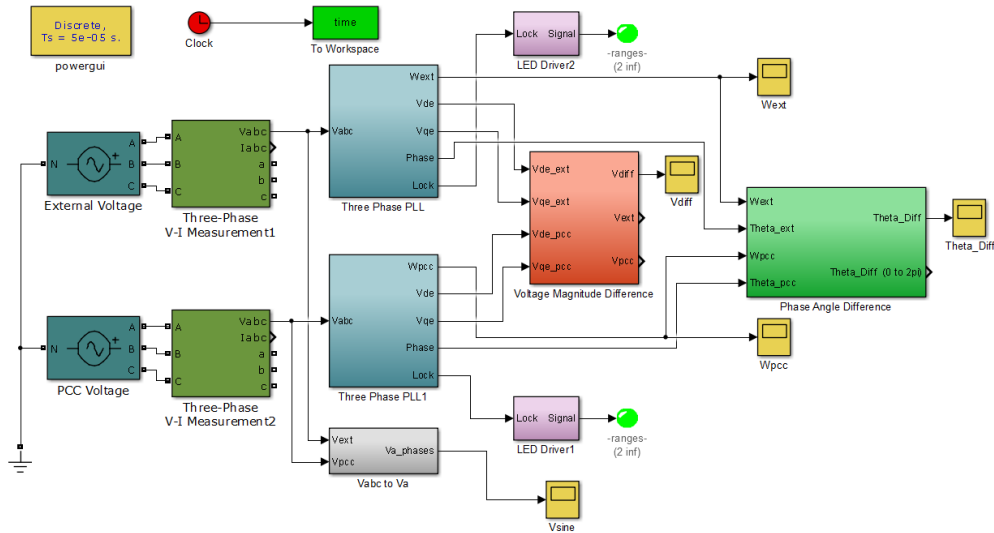 Discrete,
Ts = 5e-05 s.
powergui
Clock
time
To Workspace
Lock Signal
LED Driver2
-ranges-
(2 inf)
Wext
Vabc
Wext
Vde
Vqe
Phase
Lock
Three Phase PLL
N
A
B
C
External Voltage
A
B
C
Vabc
Iabc
a
b
c
Three-Phase
V-I Measurement1
Vde_ext
Vqe_ext
Vde_pcc
Vqe_pcc
Vdiff
Vext
Vpcc
Voltage Magnitude Difference
Vdiff
Wext
Theta_ext
Wpcc
Theta_pcc
Theta_Diff
Theta_Diff (0 to 2pi)
Phase Angle Difference
Theta_Diff
Vabc
Wpcc
Vde
Vqe
Phase
Lock
Three Phase PLL1
N
A
B
C
PCC Voltage
A
B
C
Vabc
Iabc
a
b
c
Three-Phase
V-I Measurement2
Wpcc
Lock Signal
LED Driver1
-ranges-
(2 inf)
Vext
Vpcc
Va_phases
Vabc to Va
Vsine